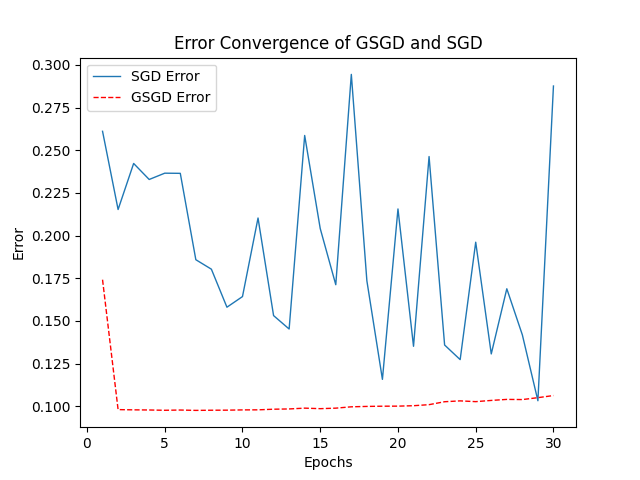 Error Convergence of GSGD and SGD
SGD Error
GSGD Error
Error
0.300
0.275
0.250
0.225
0.200
0.175
0.150
0.125
0.100
0 5 10 15 20 25 30
Epochs